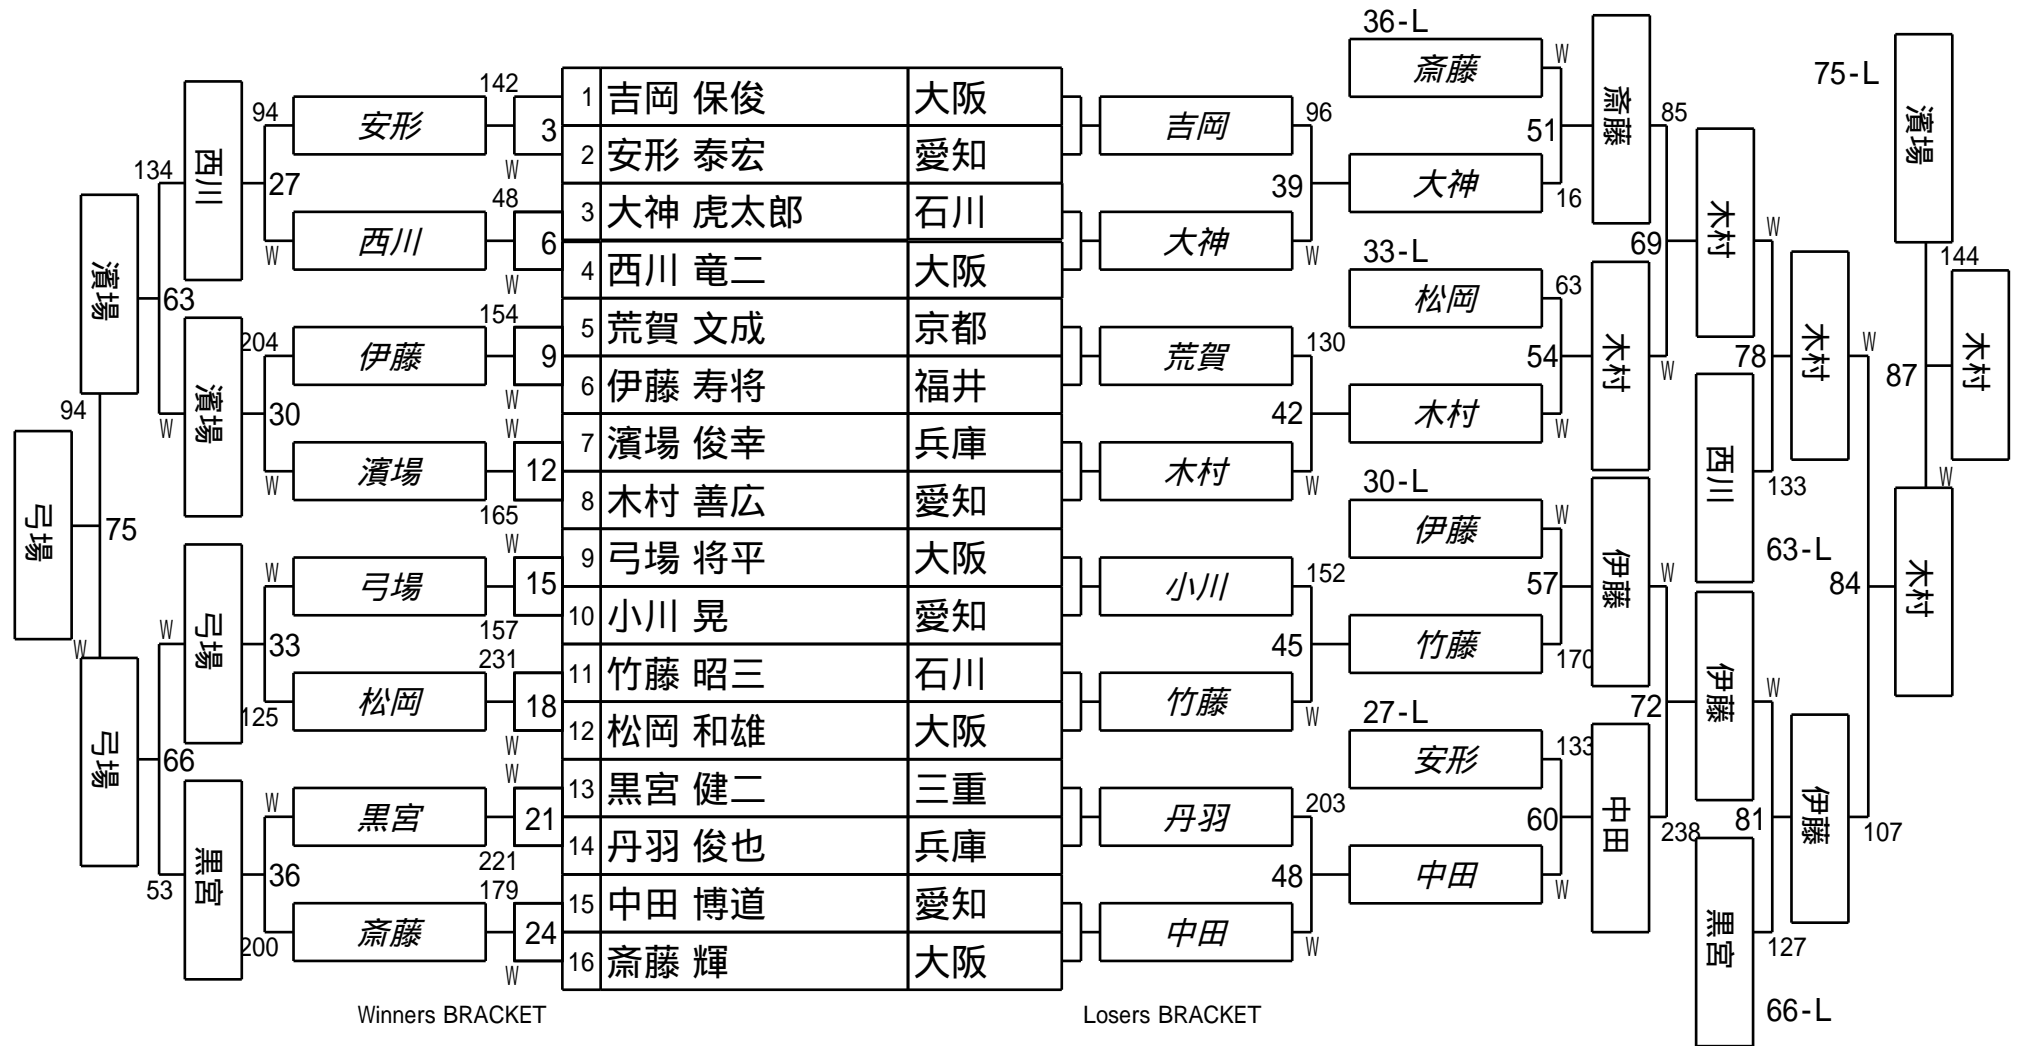 36-L
斎藤
W
75-L
142
1 吉岡 保俊 大阪
94
安形
3
吉岡
96
斎藤
85
濱場
2 安形 泰宏 愛知
51
134
西川
27
W
39
大神
16
木村
W
48
3 大神 虎太郎 石川
西川
6
大神
W
W
69
W
4 西川 竜二 大阪
33-L
144
濱場
63
154
5 荒賀 文成 京都
松岡
63
木村
木村
W
木村
204
伊藤
9
荒賀
130
54
W
78
87
6 伊藤 寿将 福井
W
42
木村
W
94
W
濱場
30
W
7 濱場 俊幸 兵庫
濱場
12
木村
W
W
西川
133
W
30-L
8 木村 善広 愛知
165
弓場
75
W
9 弓場 将平 大阪
伊藤
W
63-L
W
弓場
15
小川
152
57
伊藤
W
84
木村
10 小川 晃 愛知
W
弓場
33
157
45
竹藤
170
W
231
11 竹藤 昭三 石川
125
松岡
18
竹藤
W
伊藤
W
72
27-L
12 松岡 和雄 大阪
弓場
66
W
W
13 黒宮 健二 三重
安形
133
W
黒宮
21
丹羽
203
60
中田
238
81
伊藤
107
14 丹羽 俊也 兵庫
53
黒宮
36
221
48
中田
W
179
15 中田 博道 愛知
200
斎藤
24
中田
W
黒宮
127
16 斎藤 輝 大阪
W
Winners BRACKET
Losers BRACKET
66-L